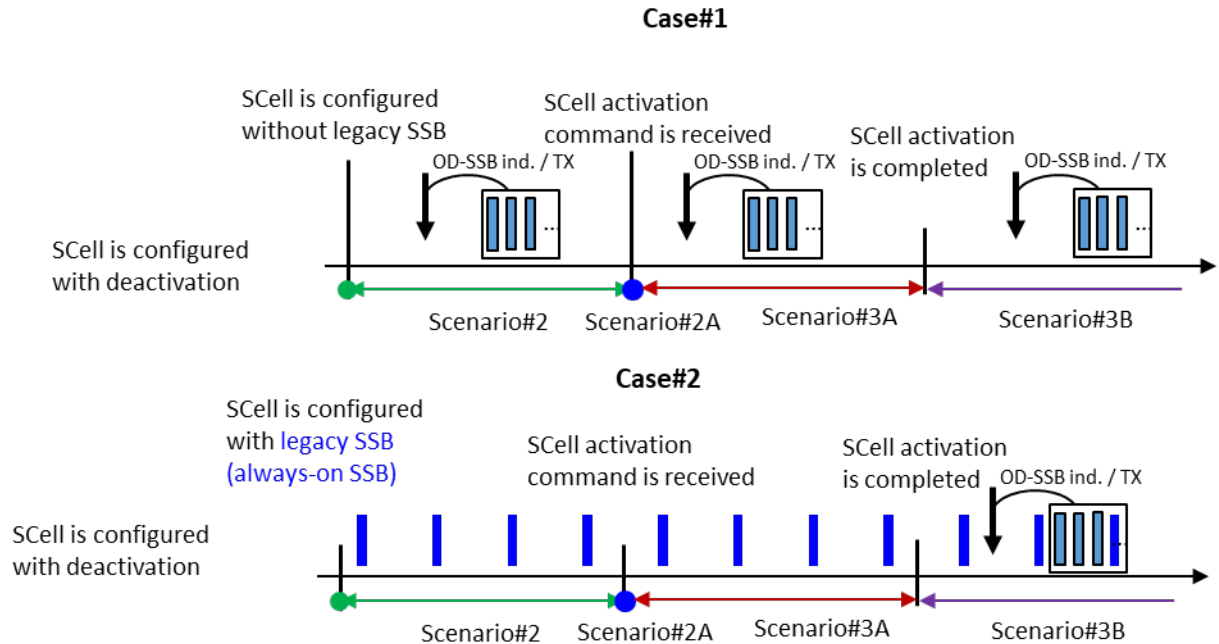 Case#1
SCell is configured
without legacy SSB
SCell activation
command is received
SCell activation
is completed
OD-SSB ind. / TX
OD-SSB ind. / TX
OD-SSB ind. / TX
...
...
...
SCell is configured
with deactivation
Scenario#2
Scenario#2A
Scenario#3A
Scenario#3B
Case#2
SCell is configured
with legacy SSB
(always-on SSB)
SCell activation
command is received
SCell activation
is completed
OD-SSB ind. / TX
...
SCell is configured
with deactivation
Scenario#2
Scenario#2A
Scenario#3A
Scenario#3B